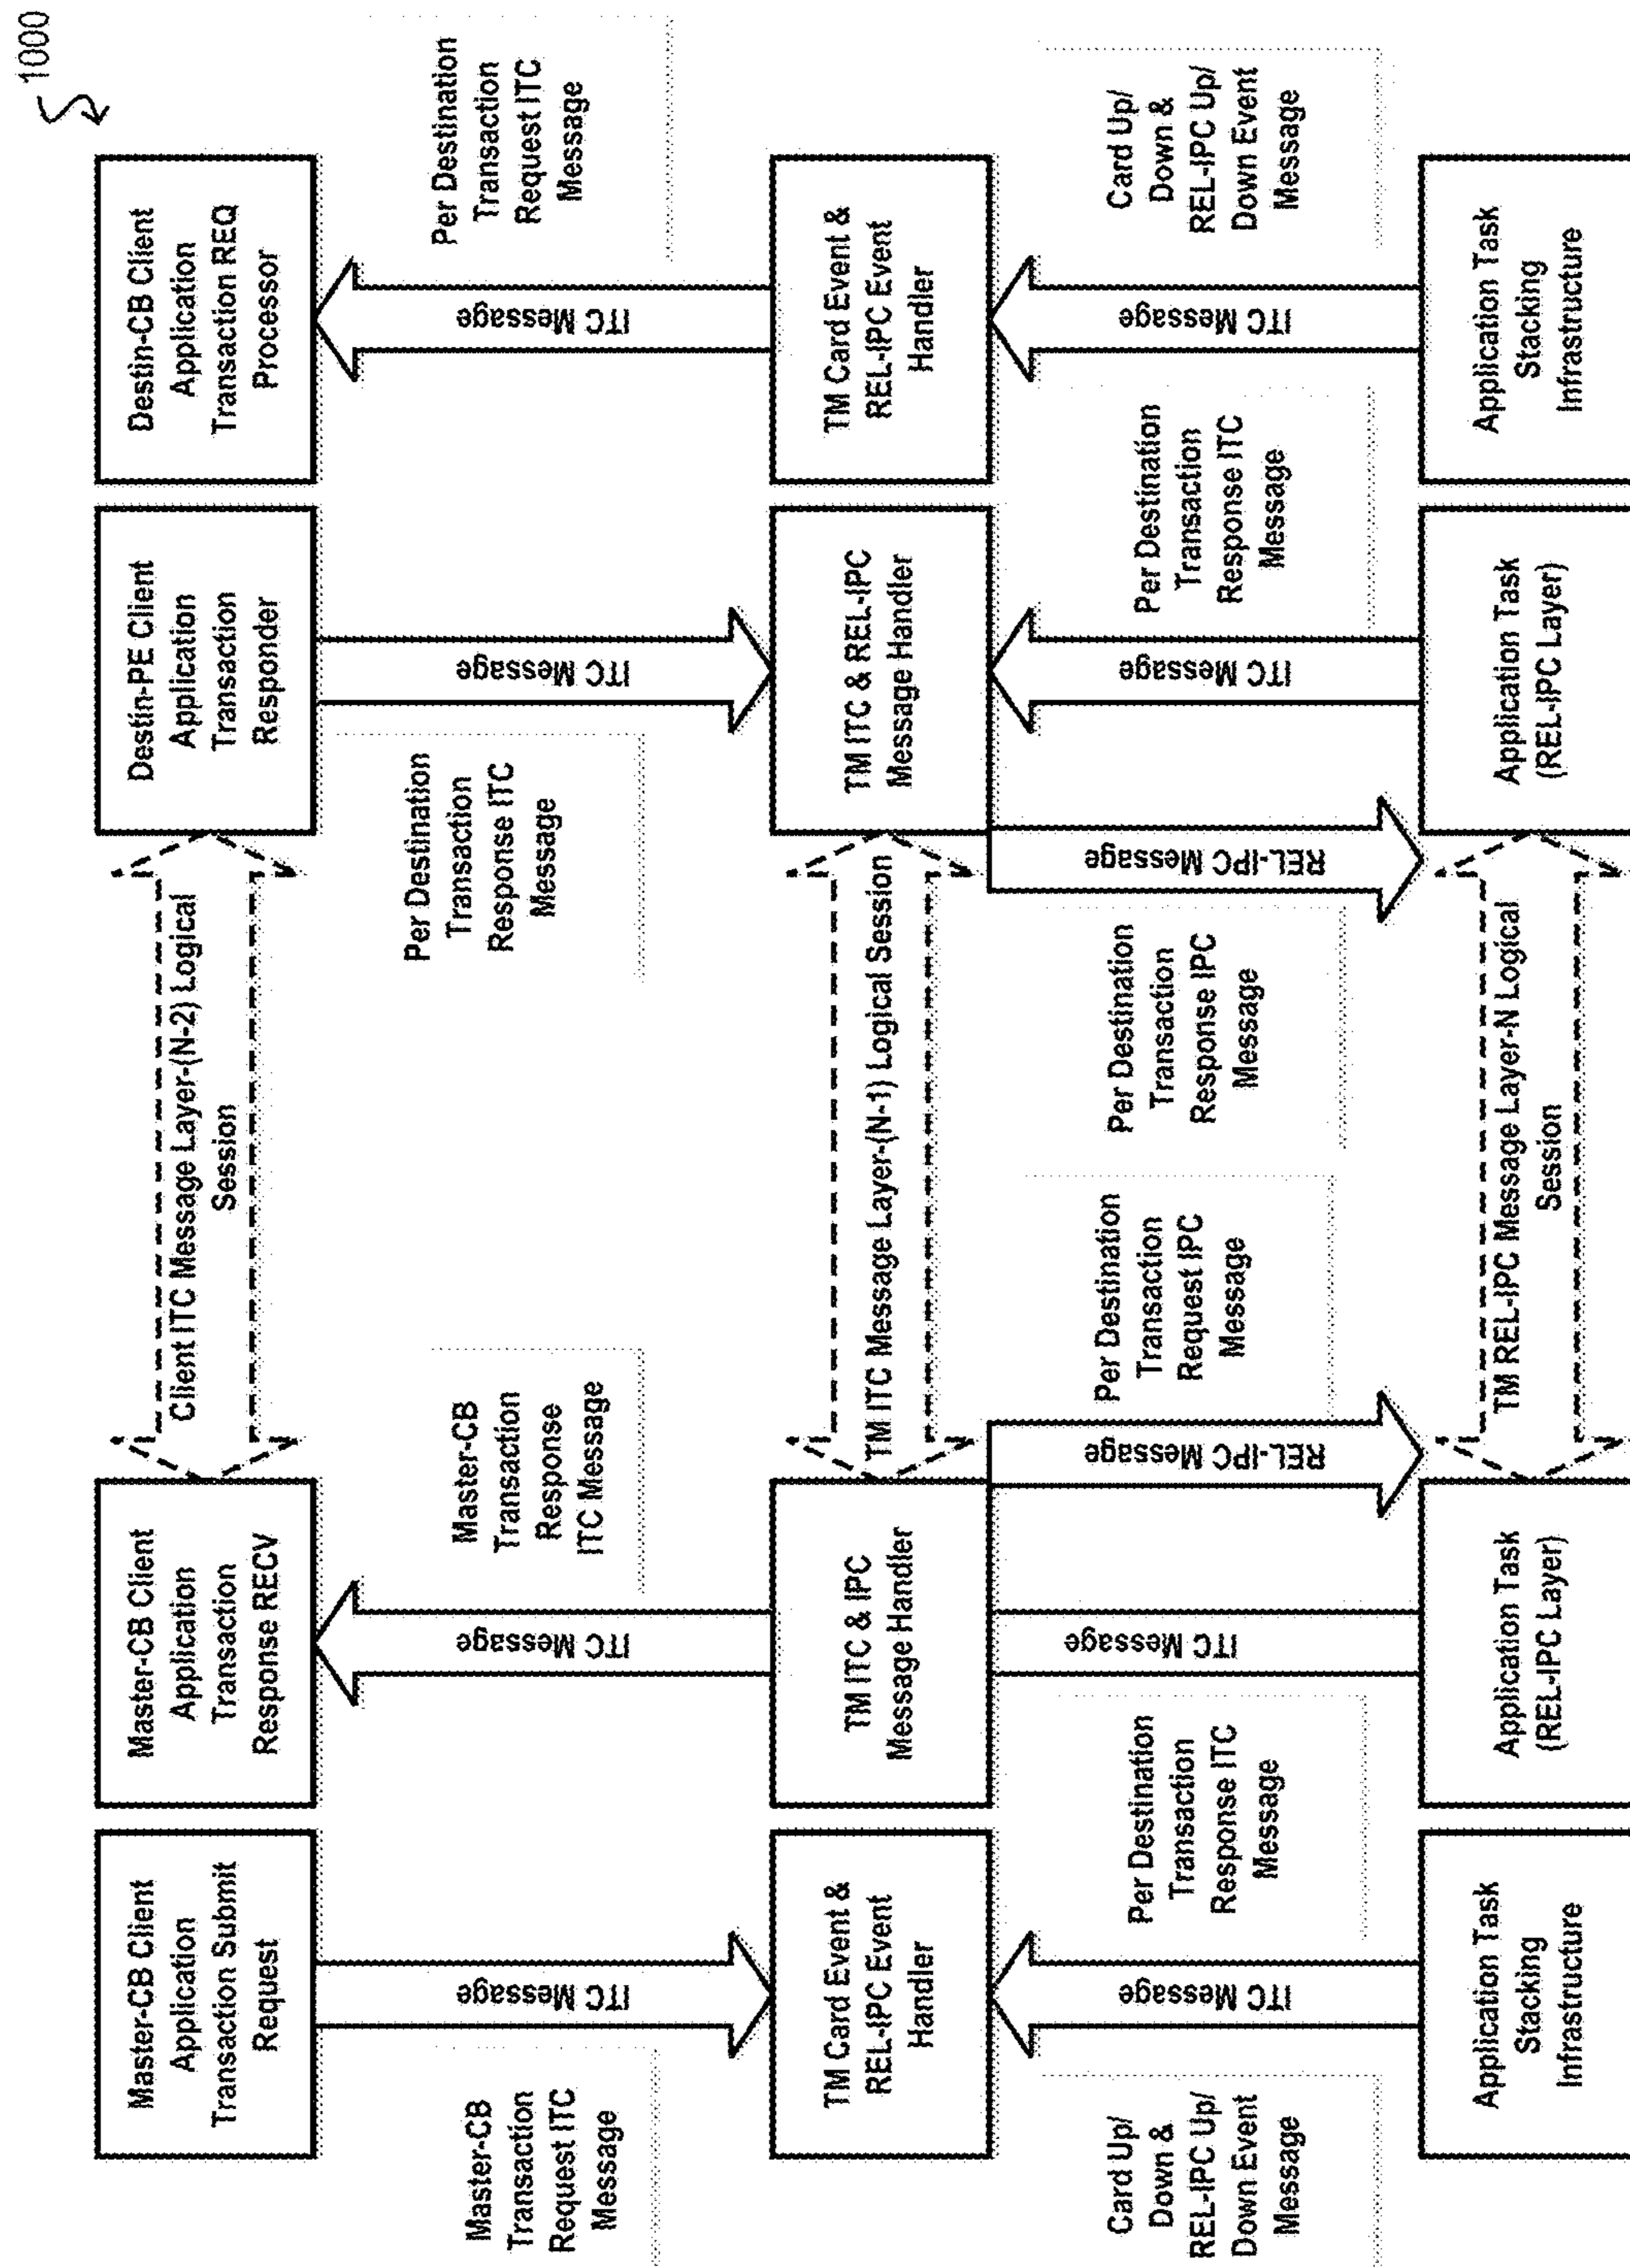 1000
Master-CB Client
Application
Transaction Submit
Request
Master-CB Client
Application
Transaction
Response RECV
Client ITC Message Layer-(N-2) Logical
Session
Destin-PE Client
Application
Transaction
Responder
Destin-CB Client
Application
Transaction REQ
Processor
Master-CB
Transaction
Request ITC
Message
ITC Message
ITC Message
Master-CB
Transaction
Response
ITC Message
Per Destination
Transaction
Response ITC
Message
ITC Message
ITC Message
Per Destination
Transaction
Request ITC
Message
TM Card Event &
REL-IPC Event
Handler
TM ITC & IPC
Message Handler
TM ITC Message Layer-(N-1) Logical Session
TM ITC & REL-IPC
Message Handler
TM Card Event &
REL-IPC Event
Handler
Card Up/
Down &
REL-IPC Up/
Down Event
Message
ITC Message
Per Destination
Transaction
Response ITC
Message
ITC Message
REL-IPC Message
Per Destination
Transaction
Request IPC
Message
Per Destination
Transaction
Response IPC
Message
REL-IPC Message
ITC Message
Per Destination
Transaction
Response ITC
Message
ITC Message
Card Up/
Down &
REL-IPC Up/
Down Event
Message
Application Task
Stacking
Infrastructure
Application Task
(REL-IPC Layer)
TM REL-IPC Message Layer-N Logical
Session
Application Task
(REL-IPC Layer)
Application Task
Stacking
Infrastructure